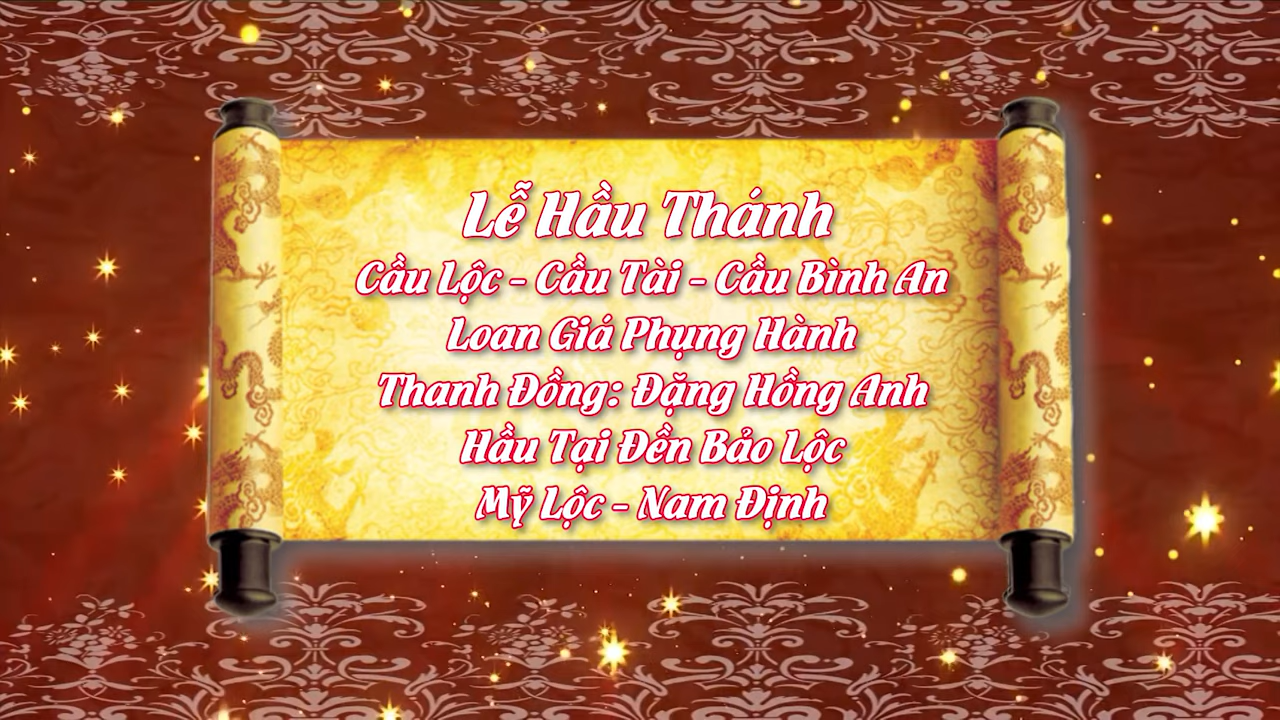 Lễ Hầu Thánh
Cầu Lộc - Cầu Tài - Cầu Bình An
Loan Giá Phụng Hành
Thanh Đồng: Đặng Hồng Anh
Hầu Tại Đền Bảo Lộc
Mỹ Lộc - Nam Định